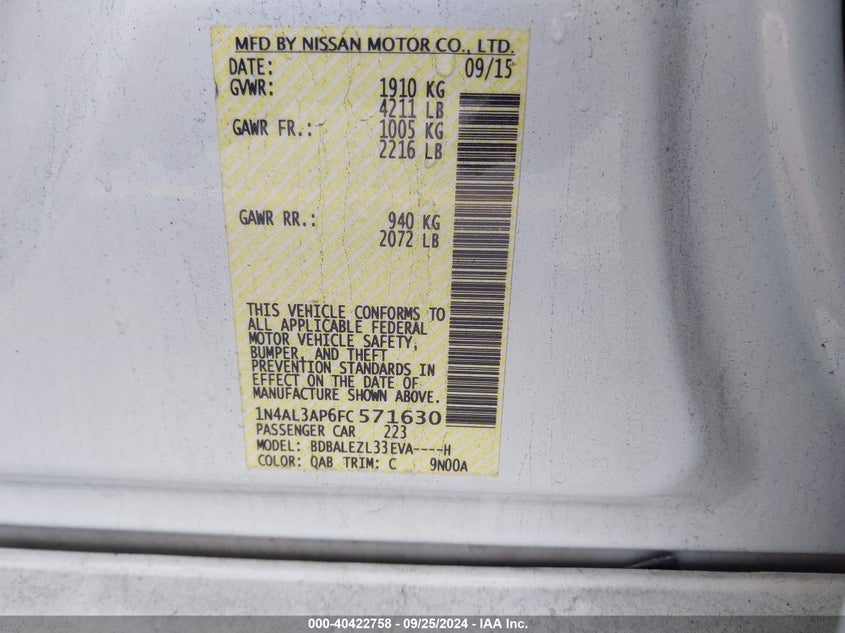 MFD BY NISSAN MOTOR CO., LTD.
DATE: 09/15
GVWR: 1910 KG
4211 LB
GAWR FR.: 1005 KG
2216 LB
GAWR RR.: 940 KG
2072 LB
THIS VEHICLE CONFORMS TO
ALL APPLICABLE FEDERAL
MOTOR VEHICLE SAFETY,
BUMPER, AND THEFT
PREVENTION STANDARDS IN
EFFECT ON THE DATE OF
MANUFACTURE SHOWN ABOVE.
1N4AL3AP6FC571630
PASSENGER CAR 223
MODEL: BDBALEZL33EVA----H
COLOR: QAB TRIM: C 9N00A
000-40422758 / 09/25/2024 - IAA Inc.